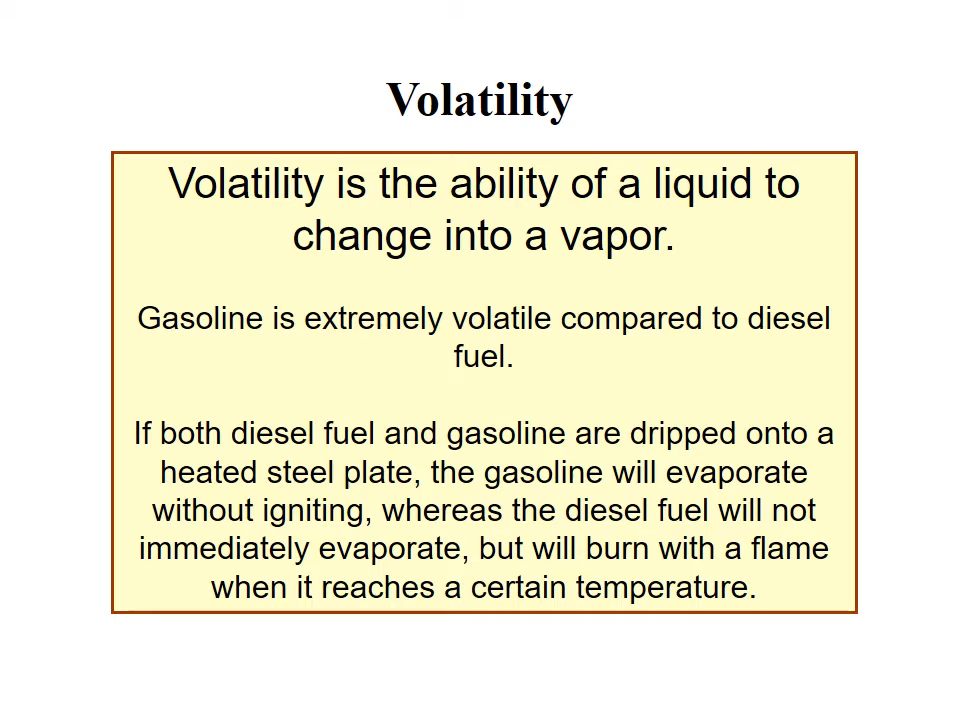 Volatility
Volatility is the ability of a liquid to
change into a vapor.
Gasoline is extremely volatile compared to diesel
fuel.
If both diesel fuel and gasoline are dripped onto a
heated steel plate, the gasoline will evaporate
without igniting, whereas the diesel fuel will not
immediately evaporate, but will burn with a flame
when it reaches a certain temperature.